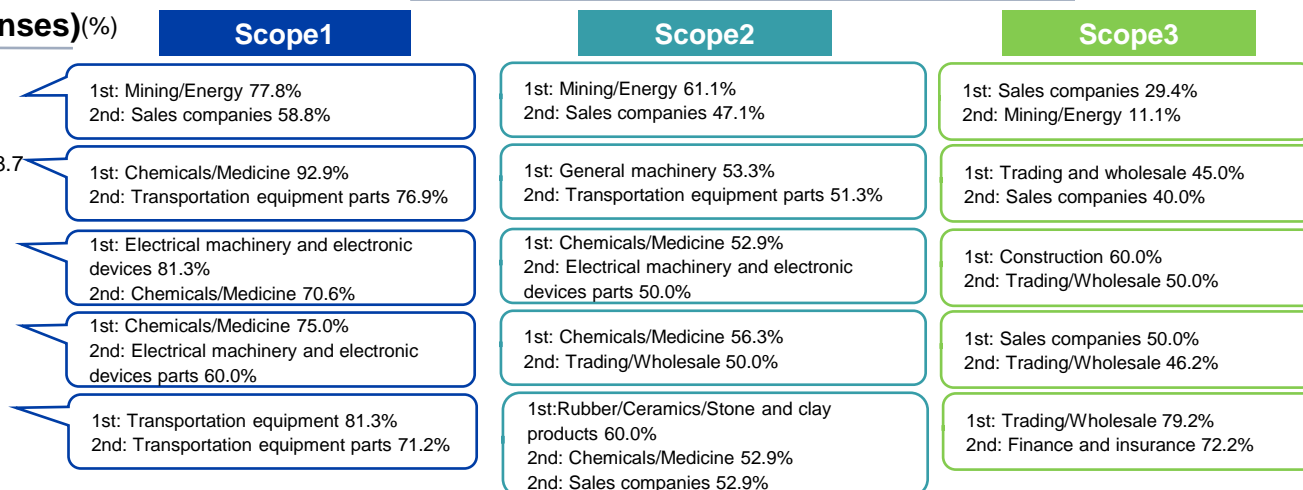 nses)(%)
Scope1
Scope2
Scope3
1st: Mining/Energy 77.8%
2nd: Sales companies 58.8%
1st: Mining/Energy 61.1%
2nd: Sales companies 47.1%
1st: Sales companies 29.4%
2nd: Mining/Energy 11.1%
3.7
1st: Chemicals/Medicine 92.9%
2nd: Transportation equipment parts 76.9%
1st: General machinery 53.3%
2nd: Transportation equipment parts 51.3%
1st: Trading and wholesale 45.0%
2nd: Sales companies 40.0%
1st: Electrical machinery and electronic
devices 81.3%
2nd: Chemicals/Medicine 70.6%
1st: Chemicals/Medicine 52.9%
2nd: Electrical machinery and electronic
devices parts 50.0%
1st: Construction 60.0%
2nd: Trading/Wholesale 50.0%
1st: Chemicals/Medicine 75.0%
2nd: Electrical machinery and electronic
devices parts 60.0%
1st: Chemicals/Medicine 56.3%
2nd: Trading/Wholesale 50.0%
1st: Sales companies 50.0%
2nd: Trading/Wholesale 46.2%
1st: Transportation equipment 81.3%
2nd: Transportation equipment parts 71.2%
1st:Rubber/Ceramics/Stone and clay
products 60.0%
2nd: Chemicals/Medicine 52.9%
2nd: Sales companies 52.9%
1st: Trading/Wholesale 79.2%
2nd: Finance and insurance 72.2%